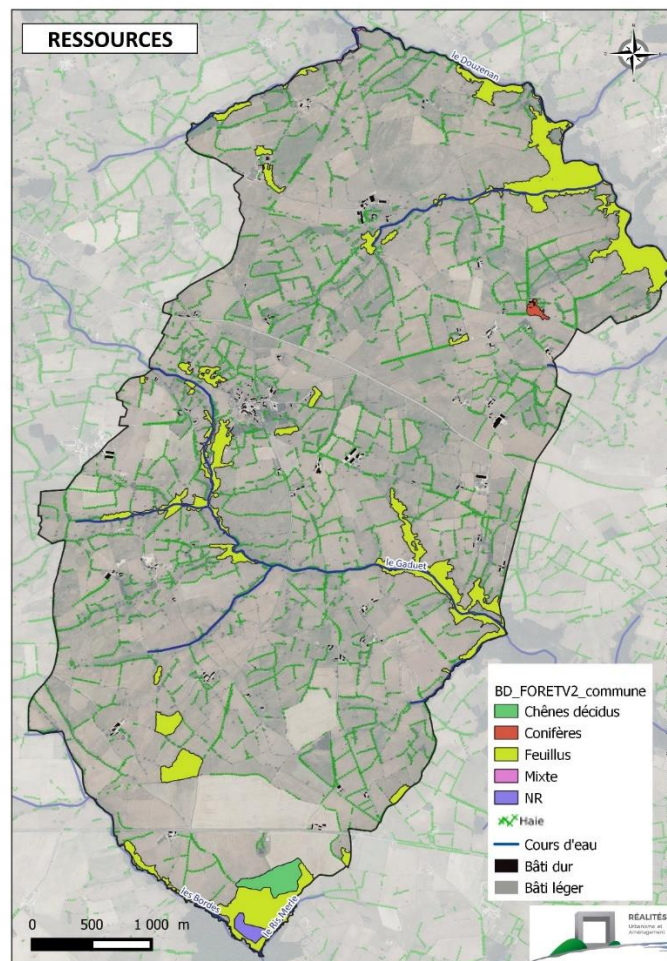 RESSOURCES
N
le Douzenan
le Gaduet
les Bordes
le Ris Merle
BD_FORETV2_commune
Chênes décidus
Conifères
Feuillus
Mixte
NR
Haie
Cours d'eau
Bâti dur
Bâti léger
0 500 1 000 m
RÉALITÉS
Urbanisme et
Aménagement